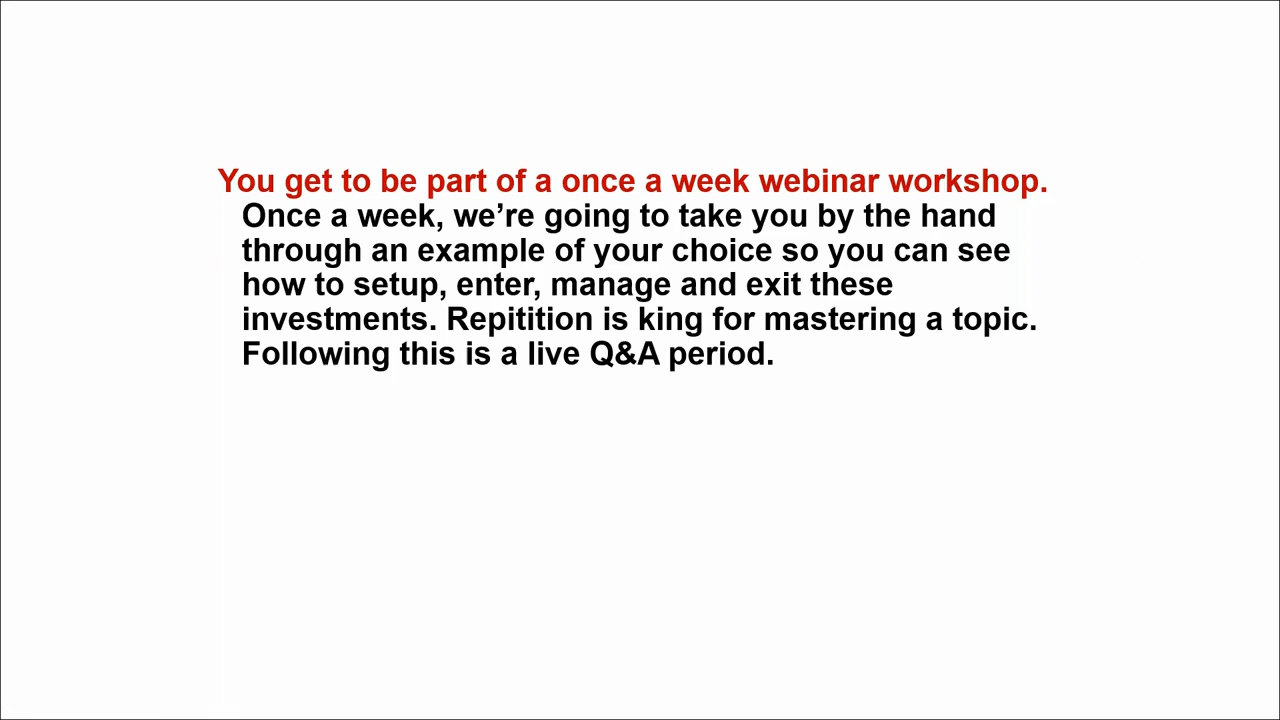 You get to be part of a once a week webinar workshop.
Once a week, we’re going to take you by the hand
through an example of your choice so you can see
how to setup, enter, manage and exit these
investments. Repitition is king for mastering a topic.
Following this is a live Q&A period.